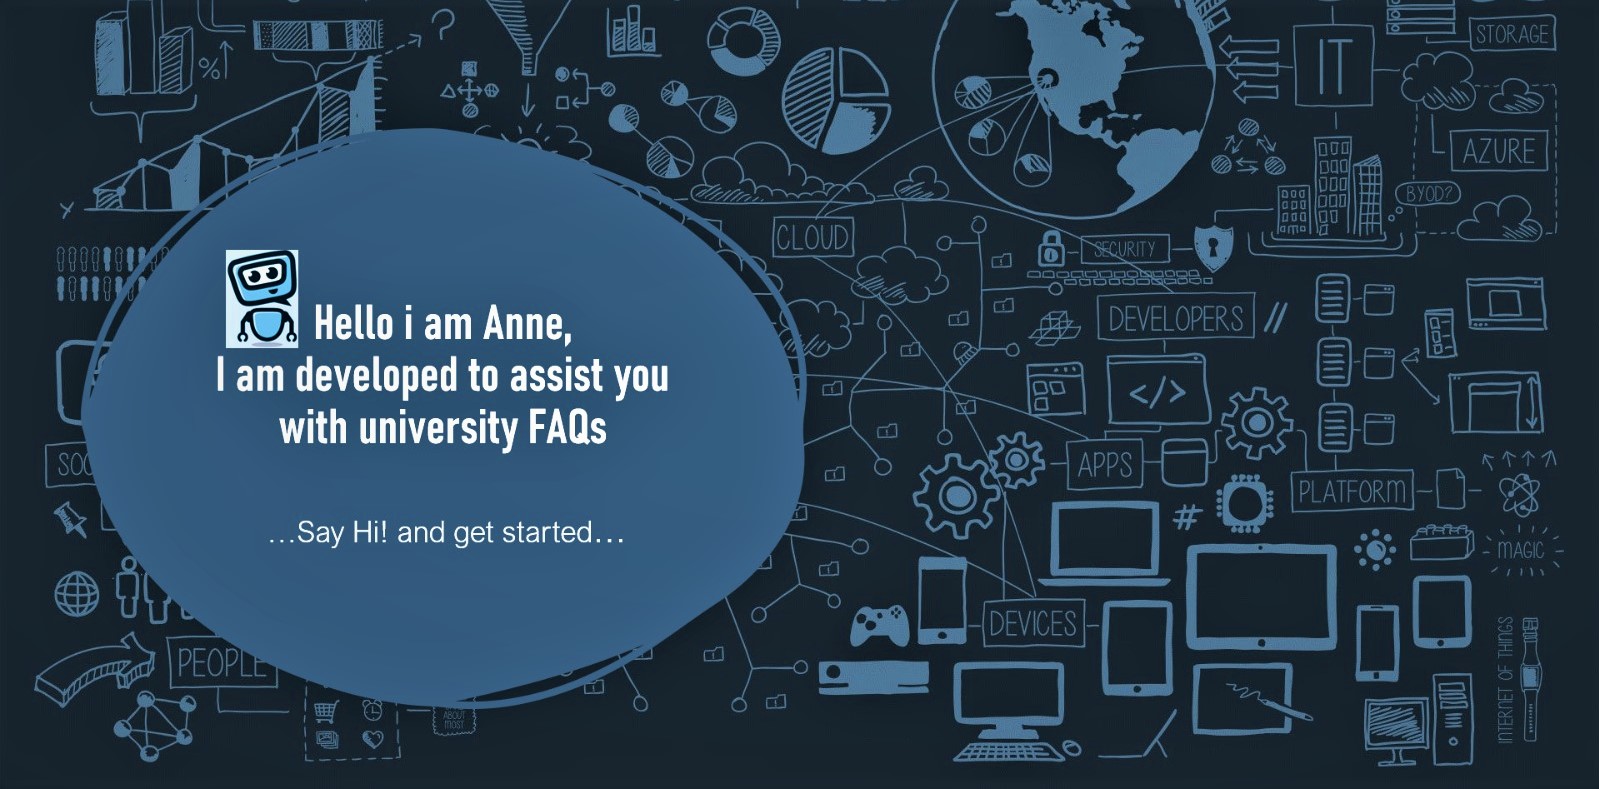 ?
%
STORAGE
IT
AZURE
BYOD?
CLOUD
SECURITY
Hello i am Anne,
DEVELOPERS //
I am developed to assist you
</>
with university FAQs
APPS
PLATFORM
#
...Say Hi! and get started...
MAGIC
DEVICES
PEOPLE
INTERNET OF THINGS
ABOUT
MOST